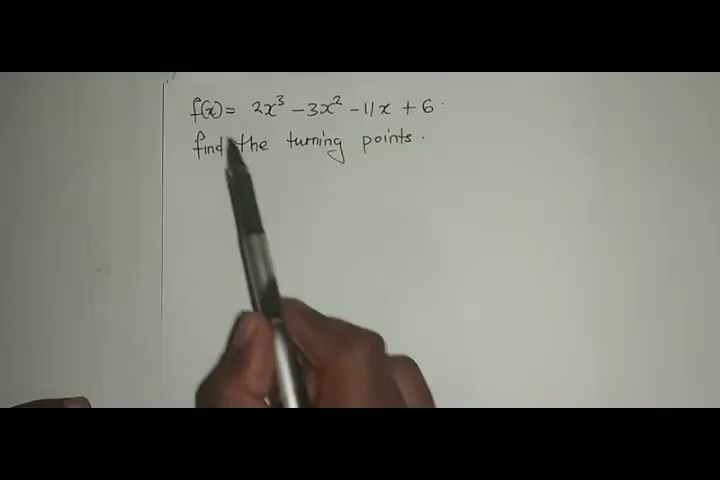 f(x) = 2x³ - 3x² - 11x + 6.
find the turning points.